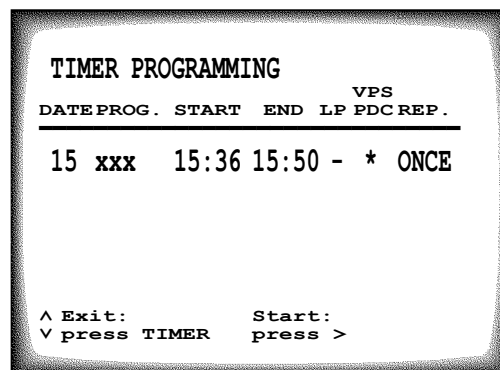 TIMER PROGRAMMING
VPS
DATE PROG. START END LP PDC REP.
15 xxx 15:36 15:50 - * ONCE
^ Exit: Start:
v press TIMER press >